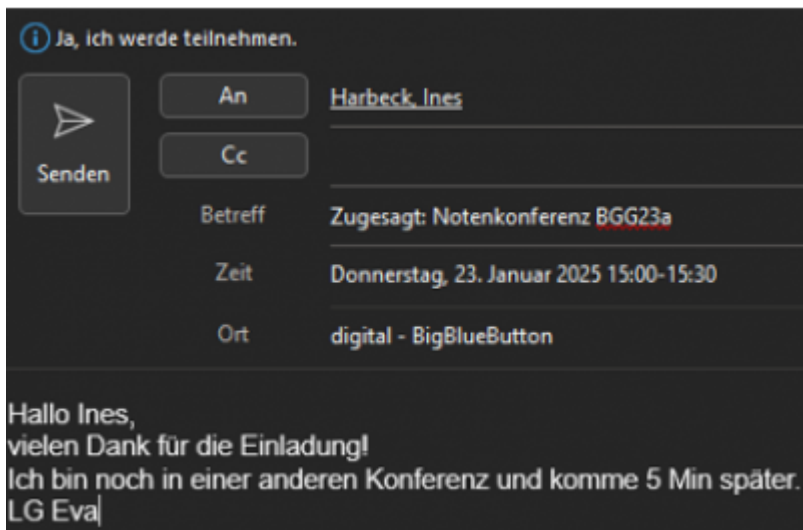 Ja, ich werde teilnehmen.
Senden
An Harbeck, Ines
Cc
Betreff Zugesagt: Notenkonferenz BGG23a
Zeit Donnerstag, 23. Januar 2025 15:00-15:30
Ort digital - BigBlueButton
Hallo Ines,
vielen Dank für die Einladung!
Ich bin noch in einer anderen Konferenz und komme 5 Min später.
LG Eva